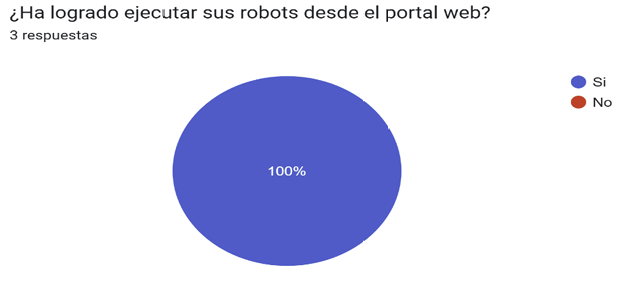 ¿Ha logrado ejecutar sus robots desde el portal web?
3 respuestas
Si
No
100%